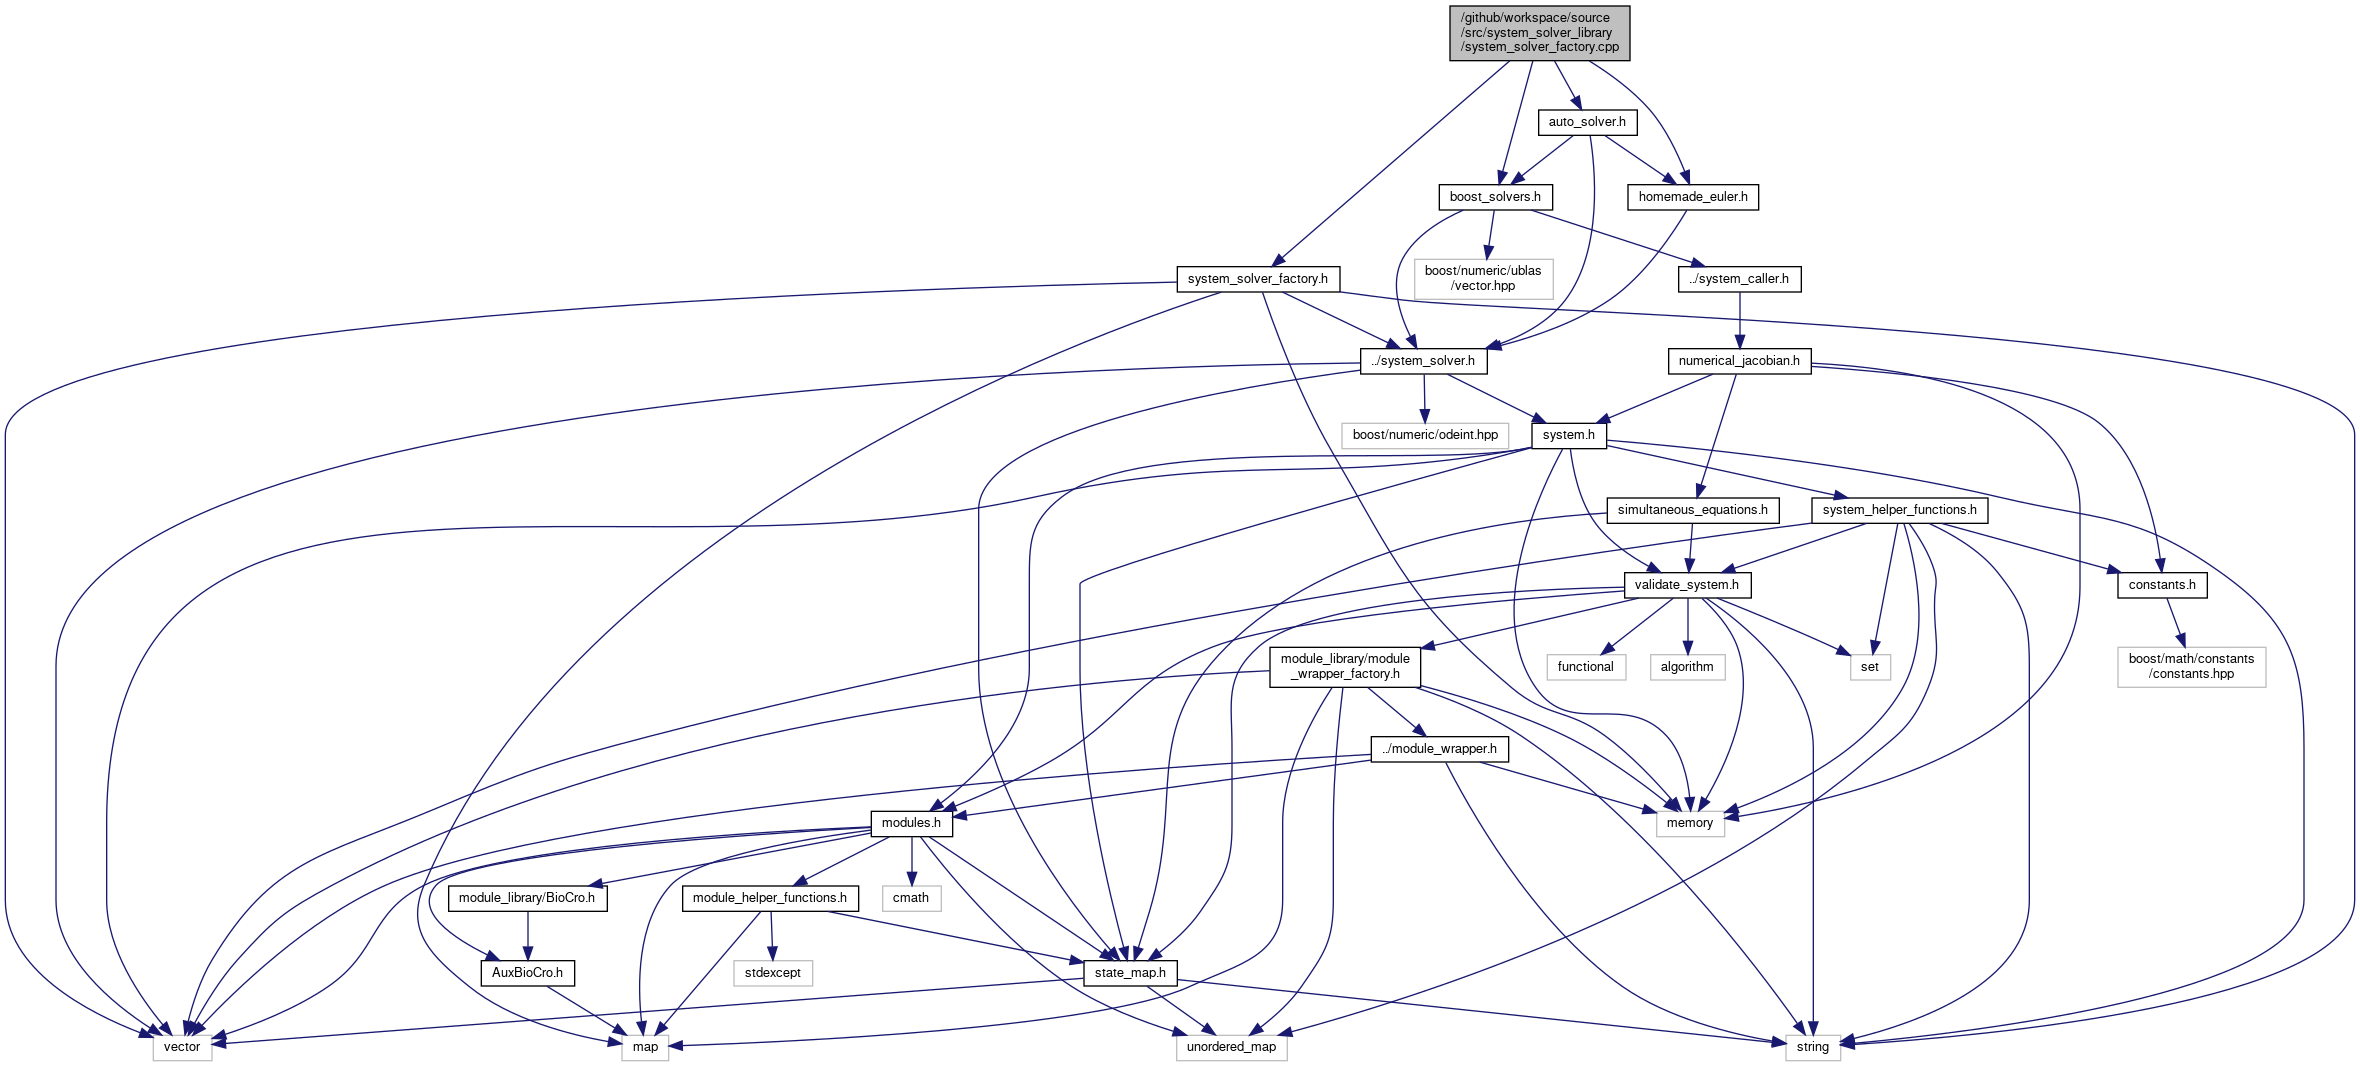 /github/workspace/source
/src/system_solver_library
/system_solver_factory.cpp
auto_solver.h
boost_solvers.h
homemade_euler.h
system_solver_factory.h
boost/numeric/ublas
/vector.hpp
../system_caller.h
../system_solver.h
numerical_jacobian.h
boost/numeric/odeint.hpp
system.h
simultaneous_equations.h
system_helper_functions.h
validate_system.h
constants.h
module_library/module
_wrapper_factory.h
functional
algorithm
set
boost/math/constants
/constants.hpp
../module_wrapper.h
modules.h
memory
module_library/BioCro.h
module_helper_functions.h
cmath
AuxBioCro.h
stdexcept
state_map.h
vector
map
unordered_map
string